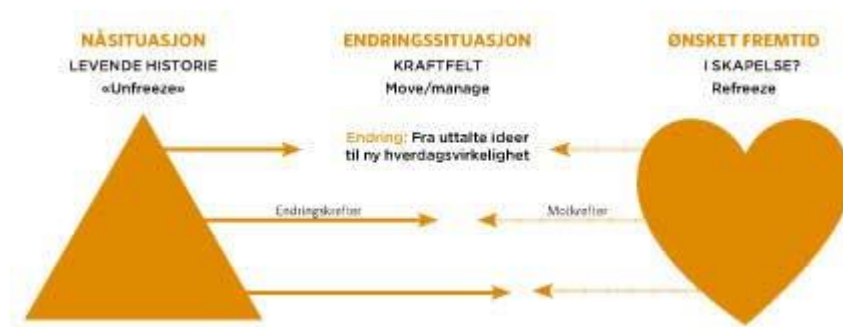 NÅSITUASJON
LEVENDE HISTORIE
«Unfreeze»
ENDRINGSSITUASJON
KRAFTFELT
Move/manage
ØNSKET FREMTID
I SKAPELSE?
Refreeze
Endring: Fra uttalte ideer
til ny hverdagsvirkelighet
Endringskrefter
Motkrefter